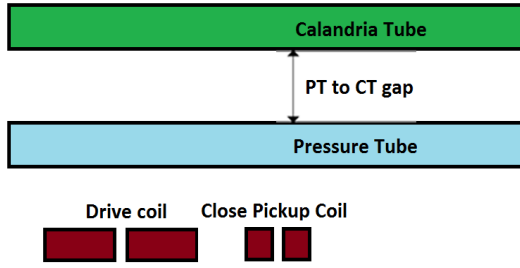 Calandria Tube
PT to CT gap
Pressure Tube
Drive coil
Close Pickup Coil